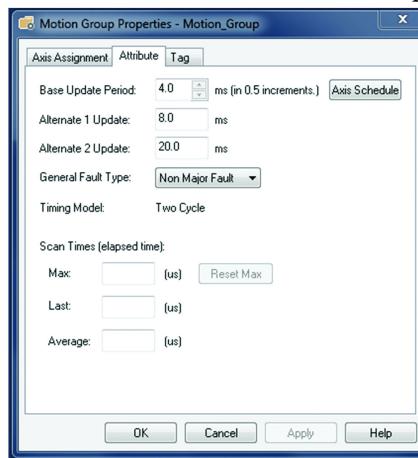 Motion Group Properties - Motion_Group
x
Axis Assignment Attribute Tag
Base Update Period: 4.0 ms (in 0.5 increments.) Axis Schedule
Alternate 1 Update: 8.0 ms
Alternate 2 Update: 20.0 ms
General Fault Type: Non Major Fault
Timing Model: Two Cycle
Scan Times (elapsed time):
Max: (us) Reset Max
Last: (us)
Average: (us)
OK Cancel Apply Help